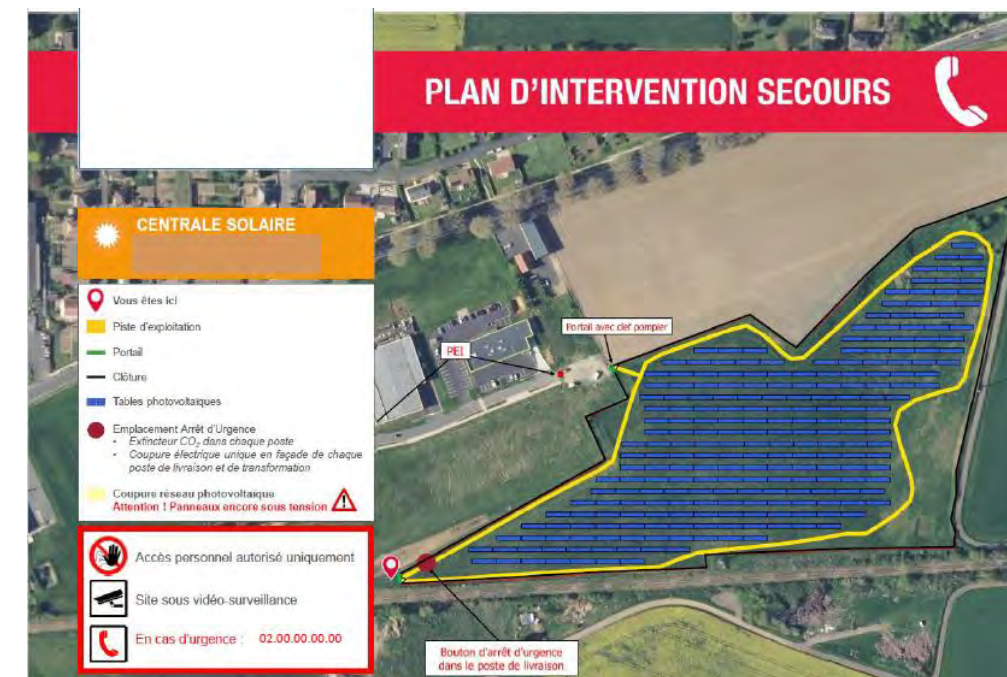 PLAN D'INTERVENTION SECOURS
CENTRALE SOLAIRE
Vous êtes ici
Piste d'exploitation
Portail
Clôture
Tables photovoltaïques
Emplacement Arrêt d'Urgence
• Extincteur CO₂ dans chaque poste
• Coupure électrique unique en façade de chaque
poste de livraison et de transformation
Coupure réseau photovoltaïque
Attention ! Panneaux encore sous tension
Accès personnel autorisé uniquement
Site sous vidéo-surveillance
En cas d'urgence : 02.00.00.00.00
PEI
Portail avec clef pompier
Bouton d'arrêt d'urgence
dans le poste de livraison